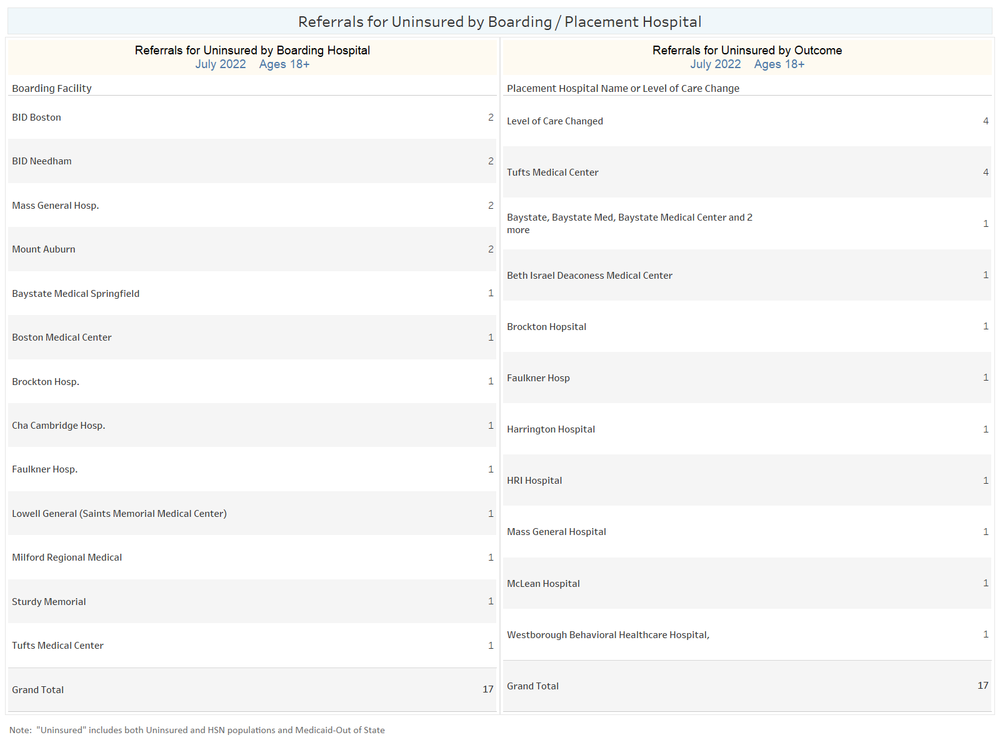 Referrals for Uninsured by Boarding / Placement Hospital
Referrals for Uninsured by Boarding Hospital
July 2022 Ages 18+
Boarding Facility
BID Boston 2
BID Needham 2
Mass General Hosp. 2
Mount Auburn 2
Baystate Medical Springfield 1
Boston Medical Center 1
Brockton Hosp. 1
Cha Cambridge Hosp. 1
Faulkner Hosp. 1
Lowell General (Saints Memorial Medical Center) 1
Milford Regional Medical 1
Sturdy Memorial 1
Tufts Medical Center 1
Grand Total 17
Referrals for Uninsured by Outcome
July 2022 Ages 18+
Placement Hospital Name or Level of Care Change
Level of Care Changed 4
Tufts Medical Center 4
Baystate, Baystate Med, Baystate Medical Center and 2
more 1
Beth Israel Deaconess Medical Center 1
Brockton Hopsital 1
Faulkner Hosp 1
Harrington Hospital 1
HRI Hospital 1
Mass General Hospital 1
McLean Hospital 1
Westborough Behavioral Healthcare Hospital, 1
Grand Total 17
Note: "Uninsured" includes both Uninsured and HSN populations and Medicaid-Out of State